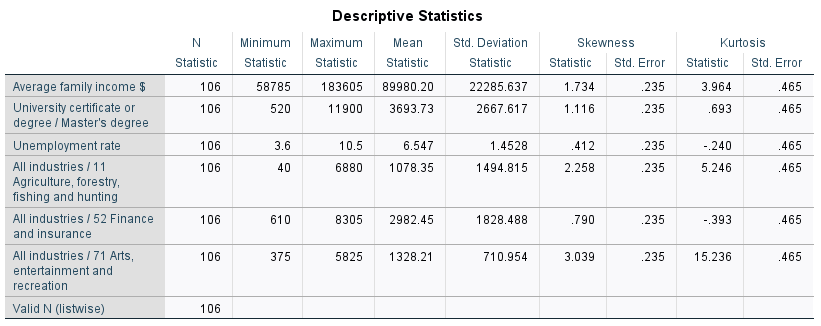 Descriptive Statistics
N Minimum Maximum Mean Std. Deviation Skewness Kurtosis
Statistic Statistic Statistic Statistic Statistic Statistic Std. Error Statistic Std. Error
Average family income $ 106 58785 183605 89980.20 22285.637 1.734 .235 3.964 .465
University certificate or 106 520 11900 3693.73 2667.617 1.116 .235 .693 .465
degree / Master's degree
Unemployment rate 106 3.6 10.5 6.547 1.4528 .412 .235 -.240 .465
All industries / 11 106 40 6880 1078.35 1494.815 2.258 .235 5.246 .465
Agriculture, forestry,
fishing and hunting
All industries / 52 Finance 106 610 8305 2982.45 1828.488 .790 .235 -.393 .465
and insurance
All industries / 71 Arts, 106 375 5825 1328.21 710.954 3.039 .235 15.236 .465
entertainment and
recreation
Valid N (listwise) 106